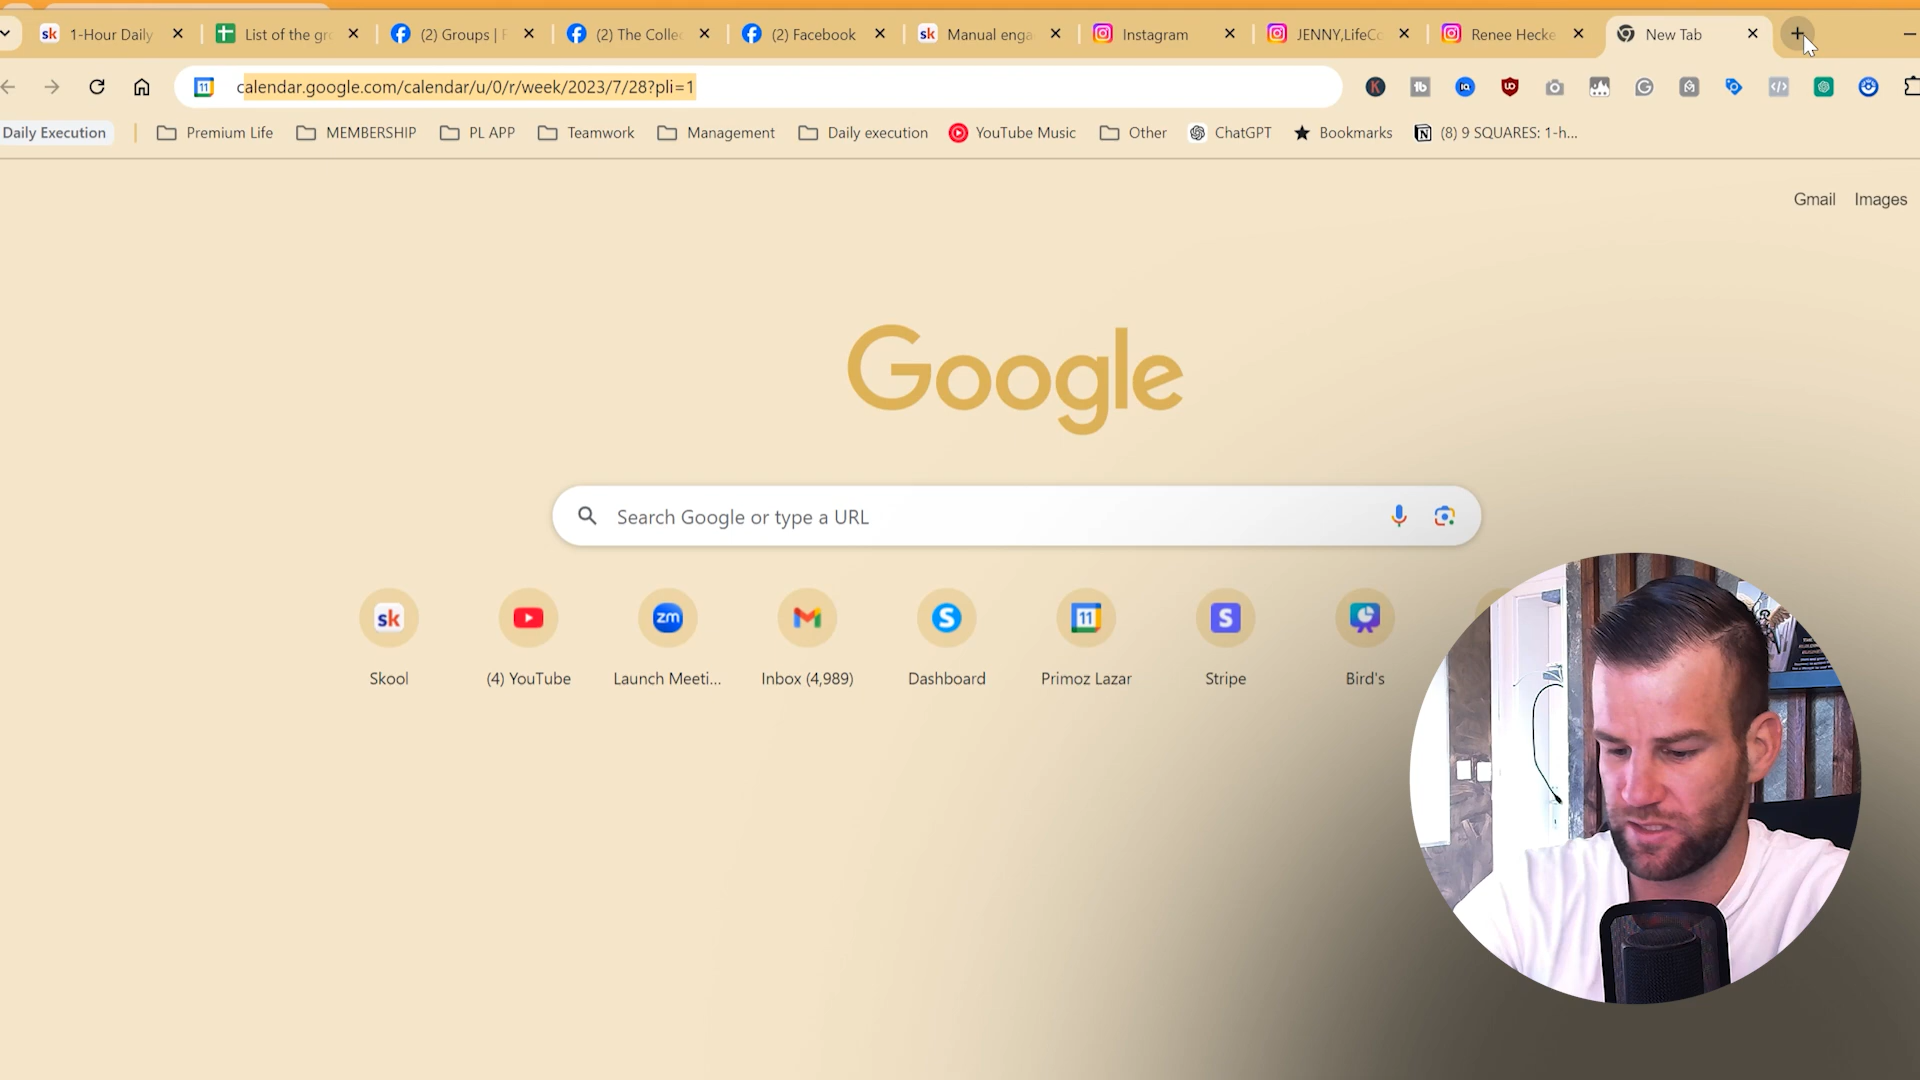 1-Hour Daily
List of the gr
(2) Groups | F
(2) The Colle
(2) Facebook
Manual enga
Instagram
JENNY,LifeCo
Renee Hecke
New Tab
calendar.google.com/calendar/u/0/r/week/2023/7/28?pli=1
Daily Execution
Premium Life
MEMBERSHIP
PL APP
Teamwork
Management
Daily execution
YouTube Music
Other
ChatGPT
Bookmarks
(8) 9 SQUARES: 1-h...
Gmail
Images
Google
Search Google or type a URL
Skool
(4) YouTube
Launch Meeti...
Inbox (4,989)
Dashboard
Primoz Lazar
Stripe
Bird's